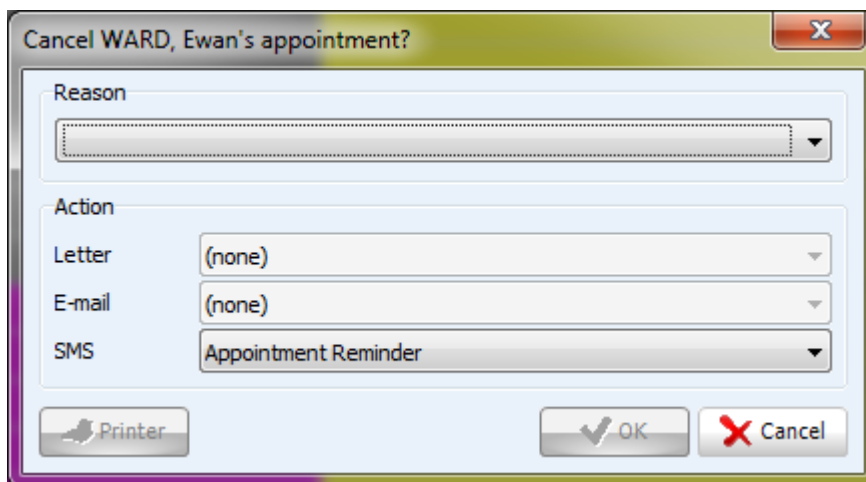 Cancel WARD, Ewan's appointment?
Reason
Action
Letter (none)
E-mail (none)
SMS Appointment Reminder
Printer OK Cancel